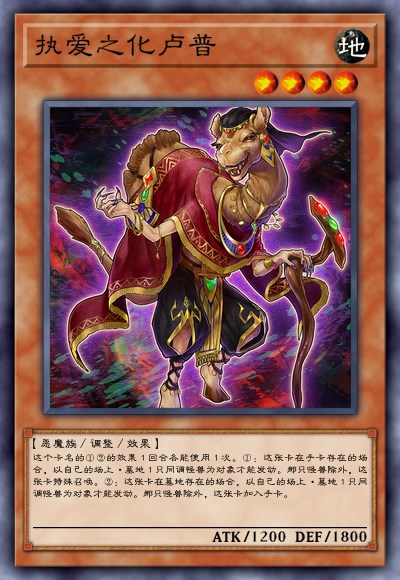 执爱之化卢普
地
【恶魔族／调整／效果】
这个卡名的①②的效果1回合各能使用1次。①：这张卡在手卡存在的场
合，以自己的场上·墓地1只同调怪兽为对象才能发动。那只怪兽除外，这
张卡特殊召唤。②：这张卡在墓地存在的场合，以自己的场上·墓地1只同
调怪兽为对象才能发动。那只怪兽除外，这张卡加入手卡。
ATK/1200 DEF/1800